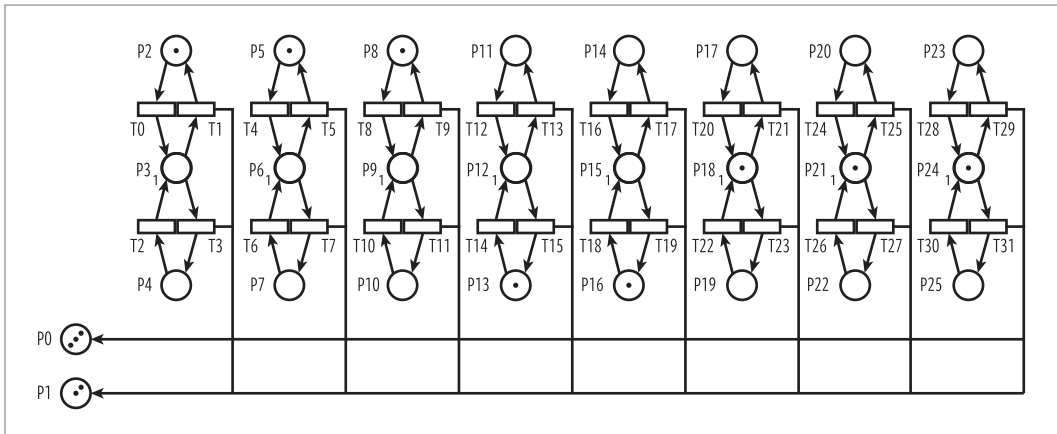 P2 P5 P8 P11 P14 P17 P20 P23
T0 T1 T4 T5 T8 T9 T12 T13 T16 T17 T20 T21 T24 T25 T28 T29
P3 1 P6 1 P9 1 P12 1 P15 1 P18 1 P21 1 P24 1
T2 T3 T6 T7 T10 T11 T14 T15 T18 T19 T22 T23 T26 T27 T30 T31
P4 P7 P10 P13 P16 P19 P22 P25
P0
P1